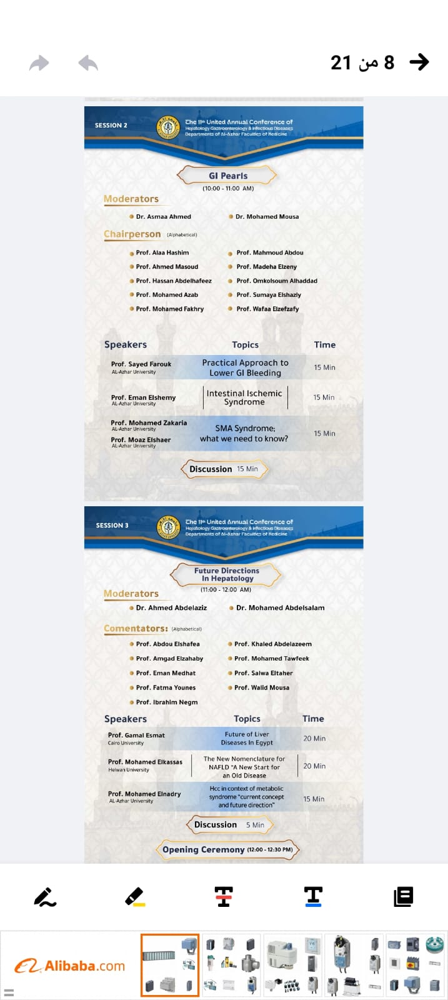 8 من 21
SESSION 2
The 11th United Annual Conference of
Hepatology Gastroenterology & Infectious Diseases
Departments of Al-Azhar Faculties of Medicine
GI Pearls
(10:00 - 11:00 AM)
Moderators
Dr. Asmaa Ahmed
Dr. Mohamed Mousa
Chairperson (Alphabetical)
Prof. Alaa Hashim
Prof. Mahmoud Abdou
Prof. Ahmed Masoud
Prof. Madeha Elzeny
Prof. Hassan Abdelhafeez
Prof. Omkolsoum Alhaddad
Prof. Mohamed Azab
Prof. Sumaya Elshazly
Prof. Mohamed Fakhry
Prof. Wafaa Elzefzafy
Speakers Topics Time
Prof. Sayed Farouk
AL-Azhar University
Practical Approach to
Lower GI Bleeding
15 Min
Prof. Eman Elshemy
AL-Azhar University
Intestinal Ischemic
Syndrome
15 Min
Prof. Mohamed Zakaria
AL-Azhar University
Prof. Moaz Elshaer
AL-Azhar University
SMA Syndrome;
what we need to know?
15 Min
Discussion 15 Min
SESSION 3
The 11th United Annual Conference of
Hepatology Gastroenterology & Infectious Diseases
Departments of Al-Azhar Faculties of Medicine
Future Directions
In Hepatology
(11:00 - 12:00 AM)
Moderators
Dr. Ahmed Abdelaziz
Dr. Mohamed Abdelsalam
Comentators: (Alphabetical)
Prof. Abdou Elshafea
Prof. Khaled Abdelazeem
Prof. Amgad Elzahaby
Prof. Mohamed Tawfeek
Prof. Eman Medhat
Prof. Salwa Eltaher
Prof. Fatma Younes
Prof. Walid Mousa
Prof. Ibrahim Negm
Speakers Topics Time
Prof. Gamal Esmat
Cairo University
Future of Liver
Diseases In Egypt
20 Min
Prof. Mohamed Elkassas
Helwan University
The New Nomenclature for
NAFLD "A New Start for
an Old Disease
20 Min
Prof. Mohamed Elnadry
AL-Azhar University
Hcc in context of metabolic
syndrome "current concept
and future direction"
15 Min
Discussion 5 Min
Opening Ceremony (12:00 - 12:30 PM)
Alibaba.com